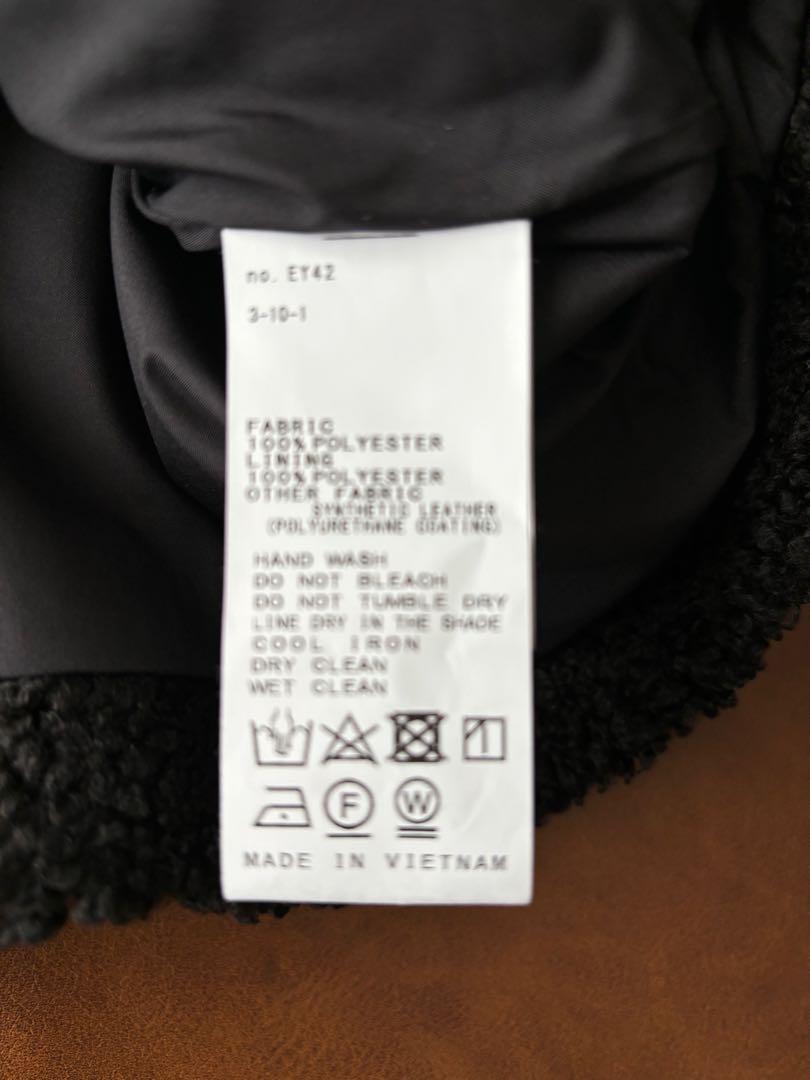 no. EY42
3-10-1
FABRIC
100% POLYESTER
LINING
100% POLYESTER
OTHER FABRIC
SYNTHETIC LEATHER
(POLYURETHANE COATING)
HAND WASH
DO NOT BLEACH
DO NOT TUMBLE DRY
LINE DRY IN THE SHADE
COOL IRON
DRY CLEAN
WET CLEAN
F W
MADE IN VIETNAM